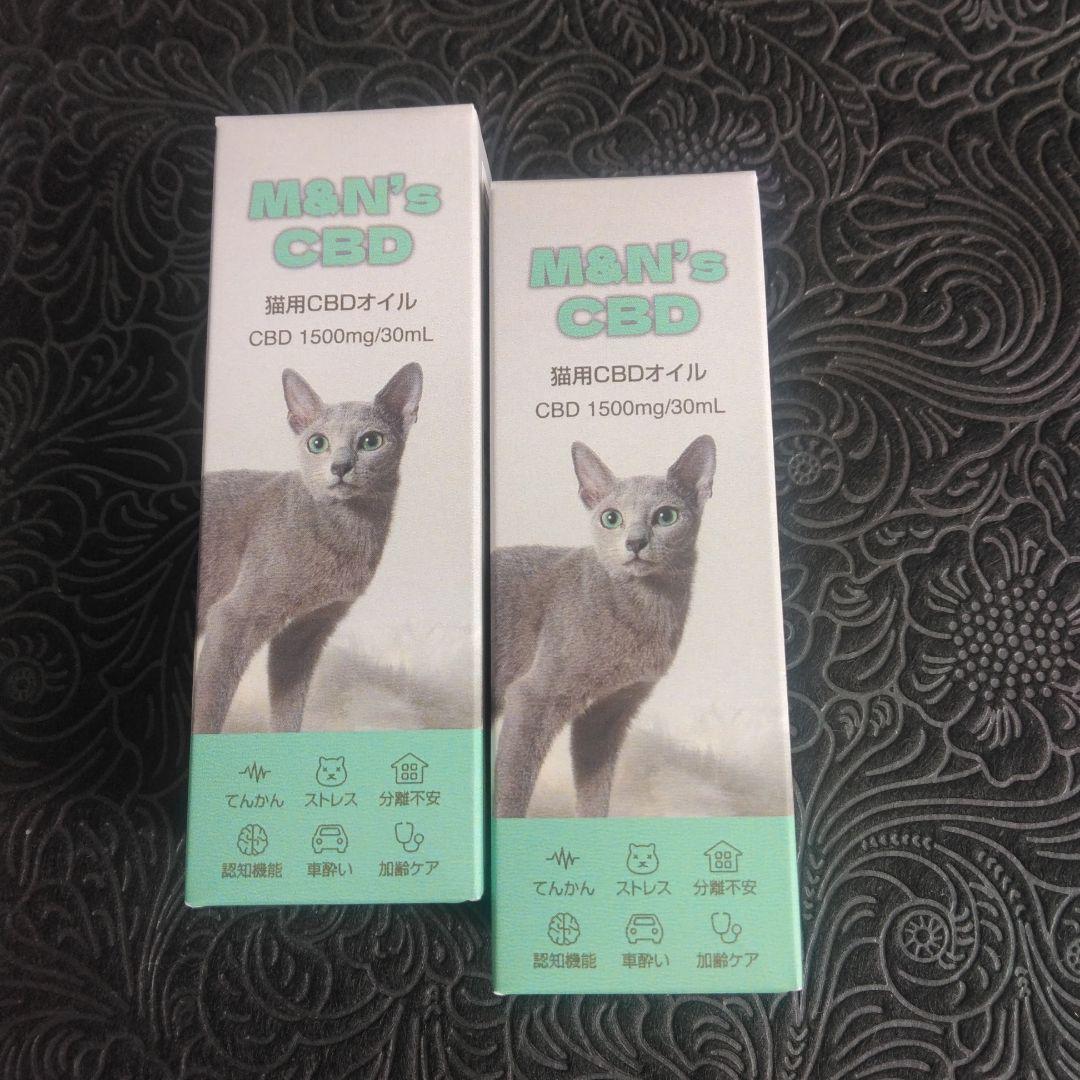 M&N's
CBD
猫用CBDオイル
CBD 1500mg/30mL
てんかん ストレス 分離不安
認知機能 車酔い 加齢ケア
M&N's
CBD
猫用CBDオイル
CBD 1500mg/30mL
てんかん ストレス 分離不安
認知機能 車酔い 加齢ケア